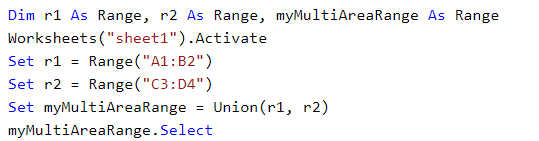 Dim r1 As Range, r2 As Range, myMultiAreaRange As Range
Worksheets("sheet1").Activate
Set r1 = Range("A1:B2")
Set r2 = Range("C3:D4")
Set myMultiAreaRange = Union(r1, r2)
myMultiAreaRange.Select